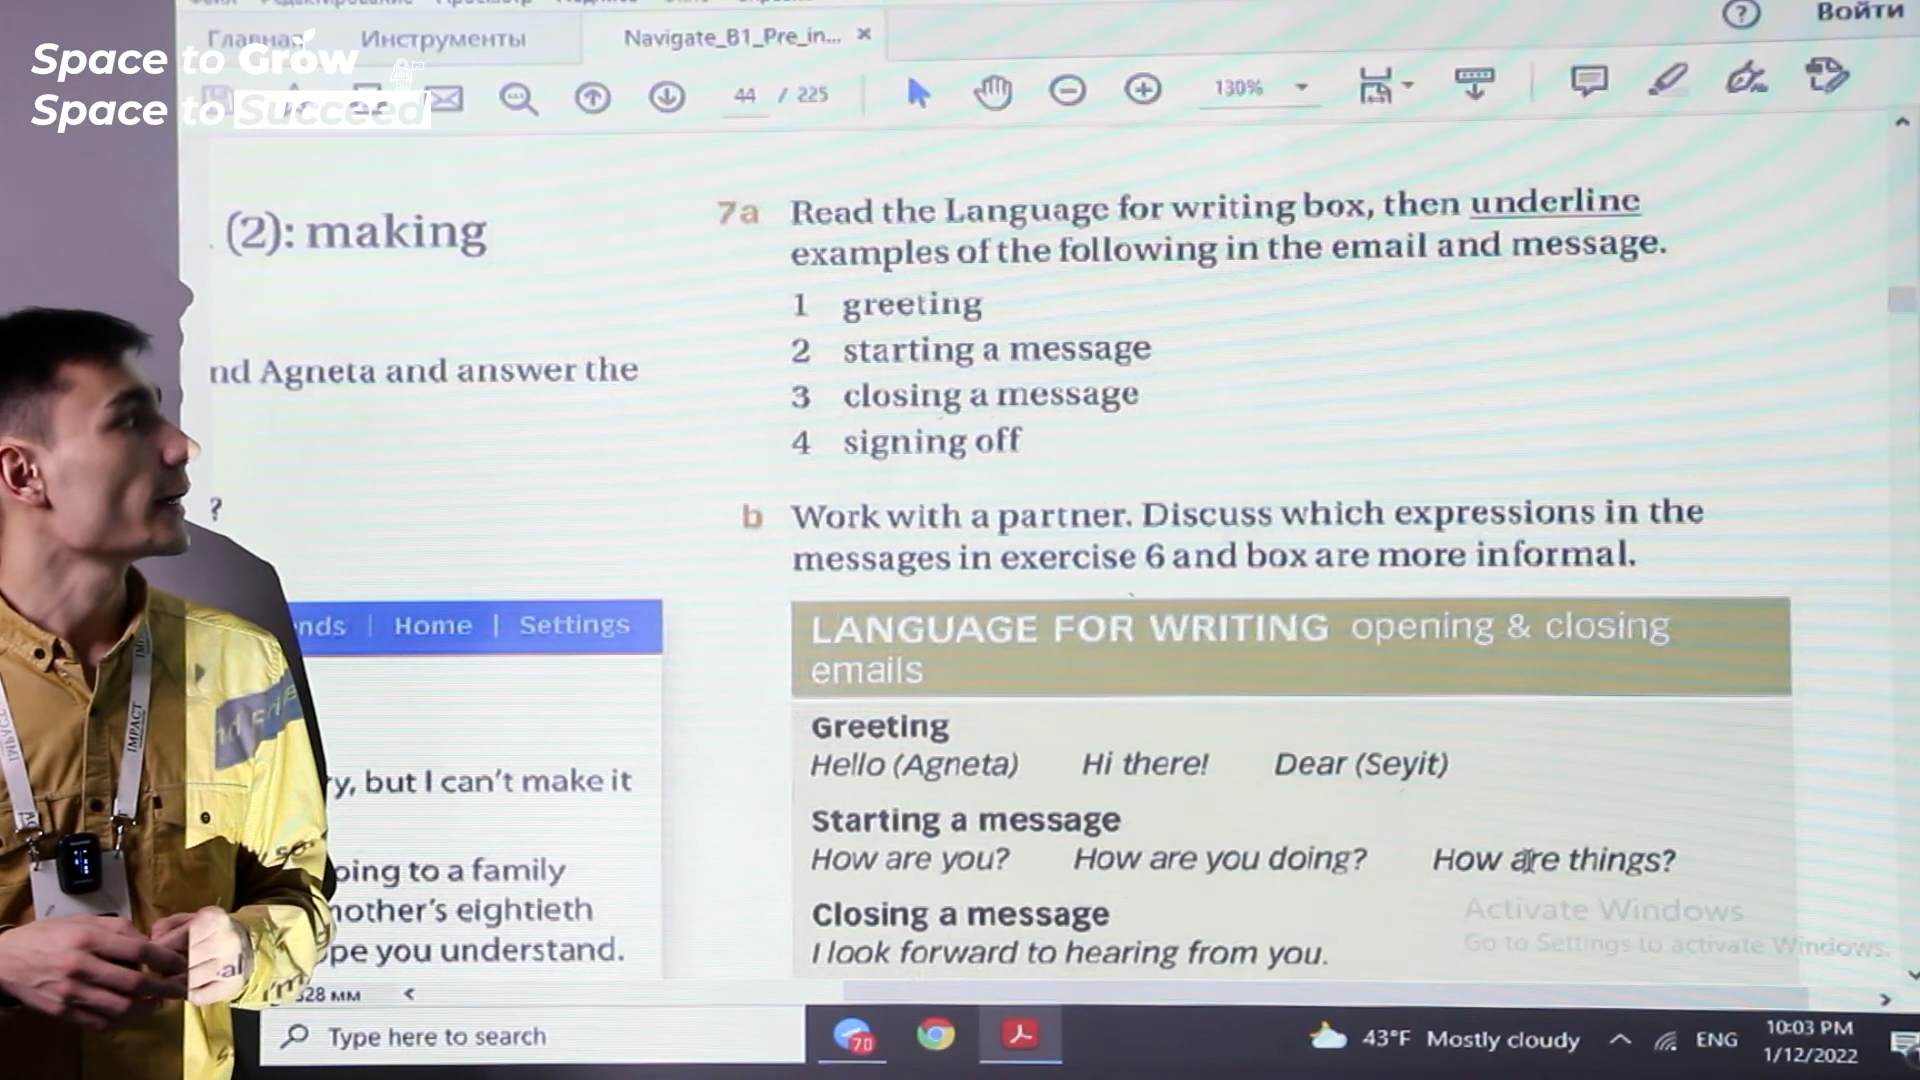 Space to Grow
Space to Succeed
Главная
Инструменты
Navigate_B1_Pre_in...
Войти
44 / 225
130%
(2): making
nd Agneta and answer the
?
nds | Home | Settings
ry, but I can't make it
oing to a family
nother's eightieth
ope you understand.
7a Read the Language for writing box, then underline
examples of the following in the email and message.
1 greeting
2 starting a message
3 closing a message
4 signing off
b Work with a partner. Discuss which expressions in the
messages in exercise 6 and box are more informal.
LANGUAGE FOR WRITING opening & closing
emails
Greeting
Hello (Agneta) Hi there! Dear (Seyit)
Starting a message
How are you? How are you doing? How are things?
Closing a message
I look forward to hearing from you.
Activate Windows
Go to Settings to activate Windows.
IMPACT
328 мм
Type here to search
70
43°F Mostly cloudy
ENG
10:03 PM
1/12/2022